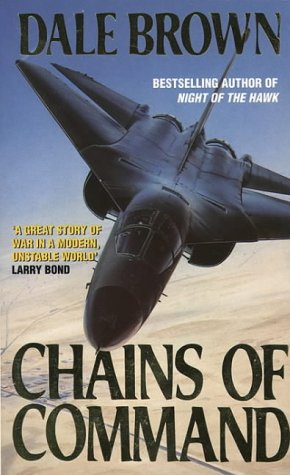 DALE BROWN
BESTSELLING AUTHOR OF
NIGHT OF THE HAWK
'A GREAT STORY OF
WAR IN A MODERN,
UNSTABLE WORLD'
LARRY BOND
CHAINS OF
COMMAND